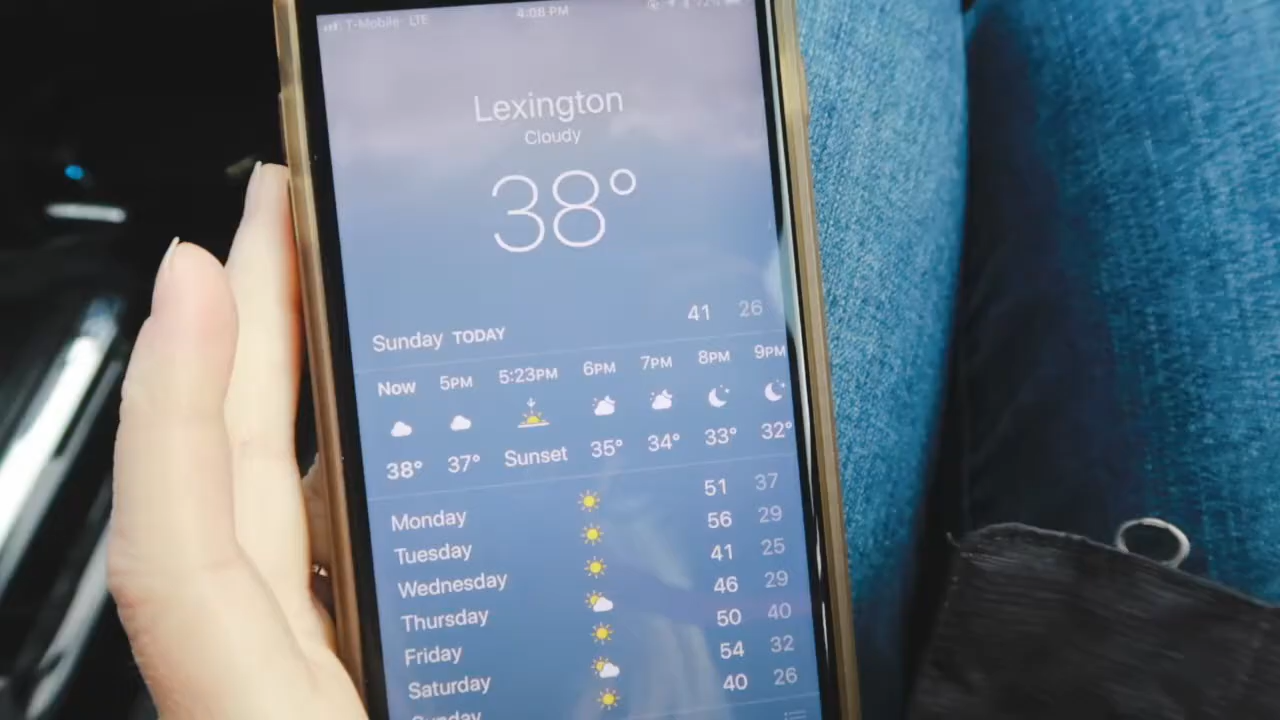 T-Mobile LTE 4:08 PM 72%
Lexington
Cloudy
38°
Sunday TODAY 41 26
Now 5PM 5:23PM 6PM 7PM 8PM 9PM
38° 37° Sunset 35° 34° 33° 32°
Monday 51 37
Tuesday 56 29
Wednesday 41 25
Thursday 46 29
Friday 50 40
Saturday 54 32
Sunday 40 26